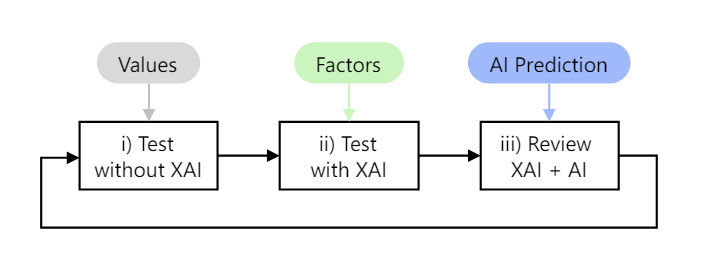 Values
Factors
AI Prediction
i) Test
without XAI
ii) Test
with XAI
iii) Review
XAI + AI